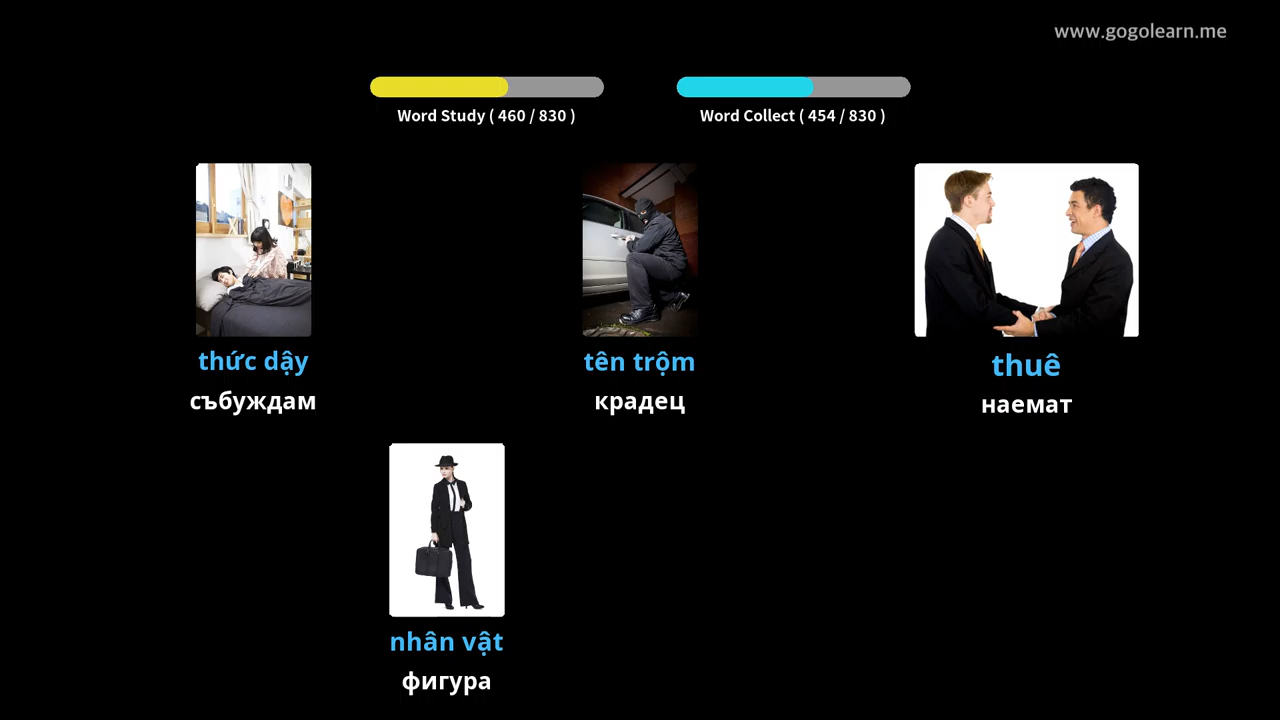 www.gogolearn.me
Word Study ( 460 / 830 )
Word Collect ( 454 / 830 )
thức dậy
събуждам
tên trộm
крадец
thuê
наемат
nhân vật
фигура